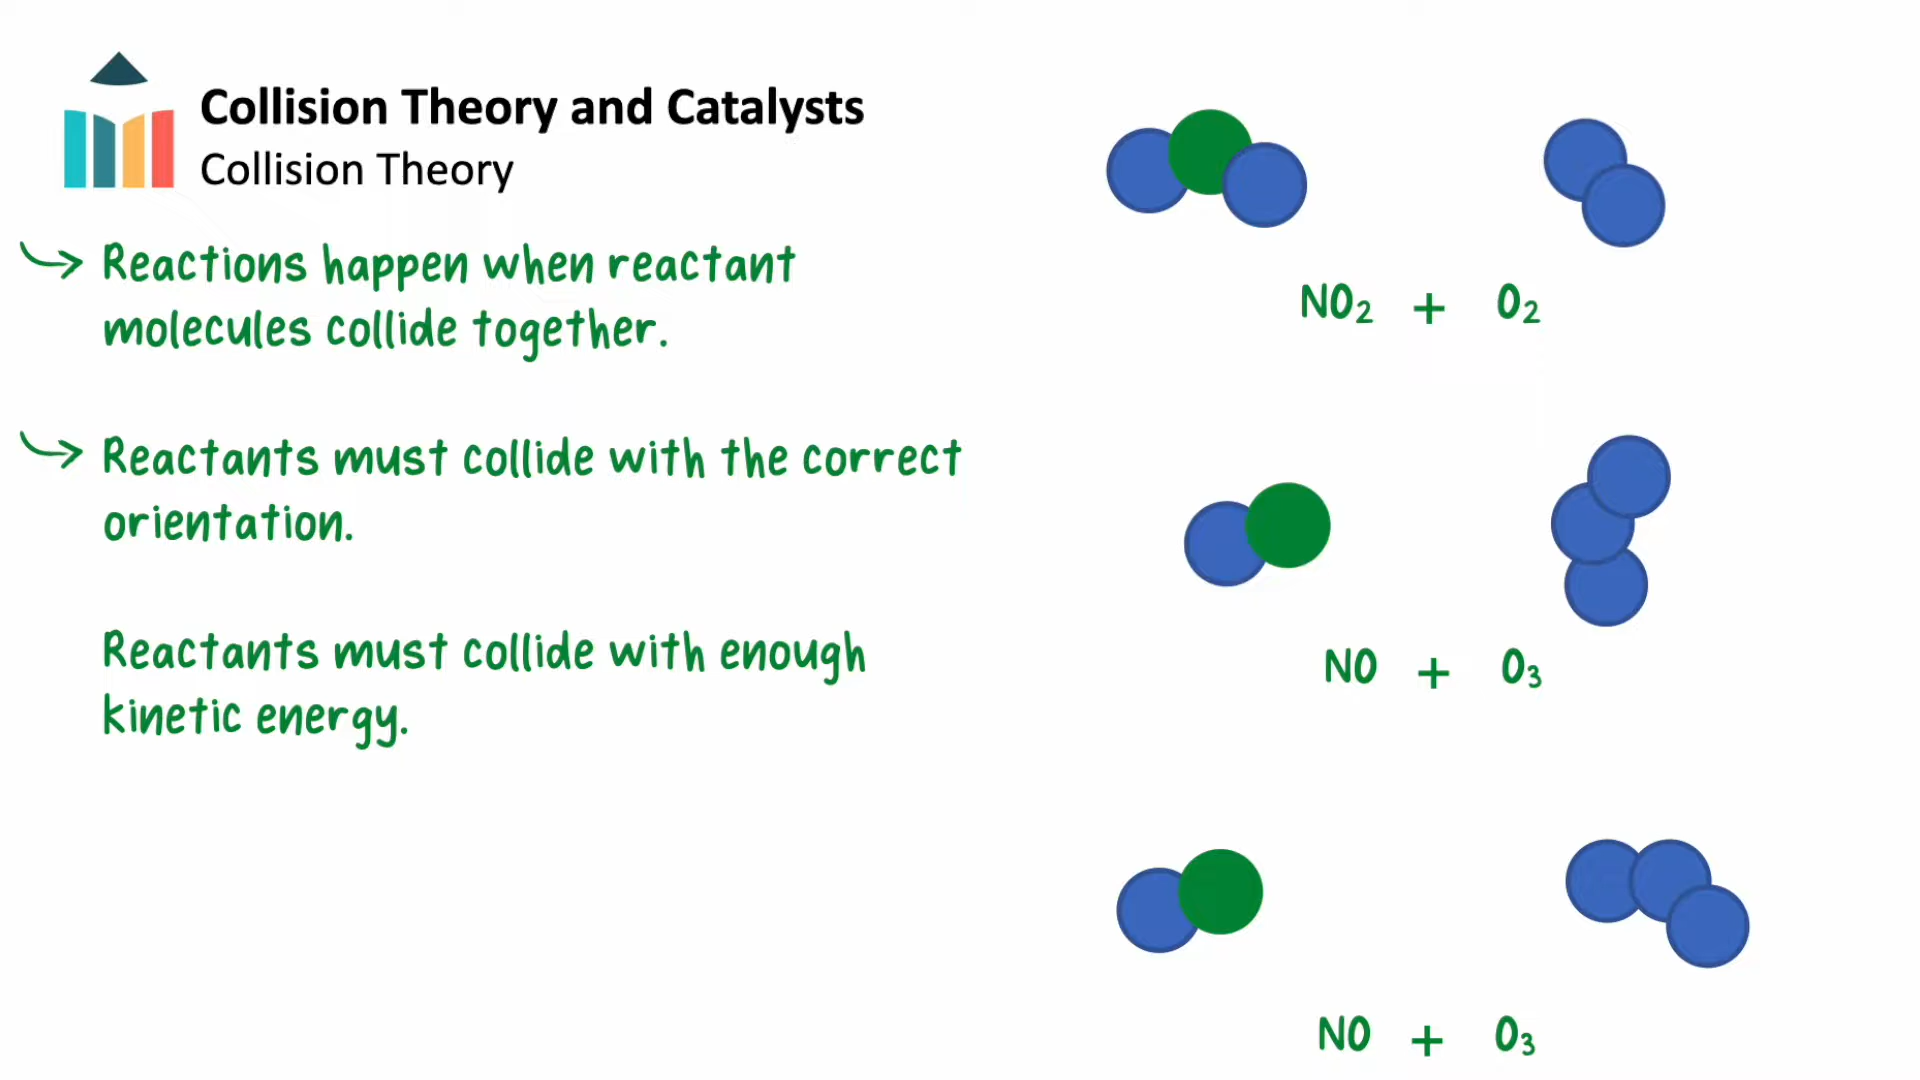 Collision Theory and Catalysts
Collision Theory
Reactions happen when reactant
molecules collide together.
Reactants must collide with the correct
orientation.
Reactants must collide with enough
kinetic energy.
NO₂ + O₂
NO + O₃
NO + O₃